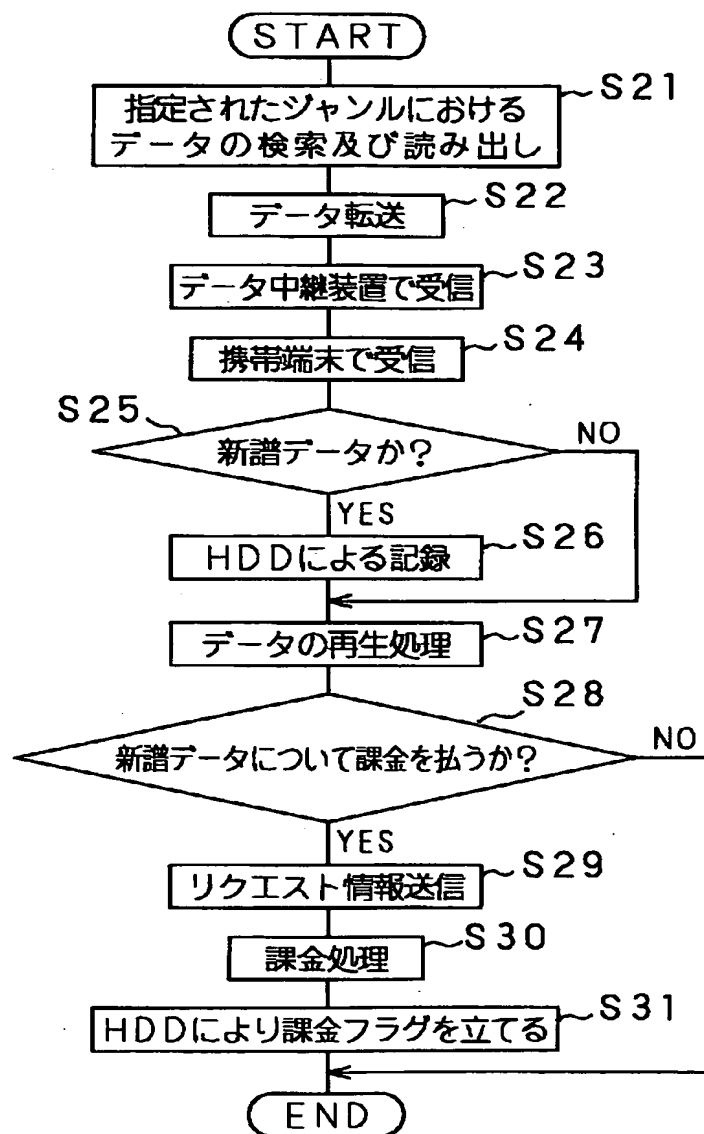 START
S21
指定されたジャンルにおける
データの検索及び読み出し
S22
データ転送
S23
データ中継装置で受信
S24
携帯端末で受信
S25
新譜データか?
NO
YES
S26
HDDによる記録
S27
データの再生処理
S28
新譜データについて課金を払うか?
NO
YES
S29
リクエスト情報送信
S30
課金処理
S31
HDDにより課金フラグを立てる
END